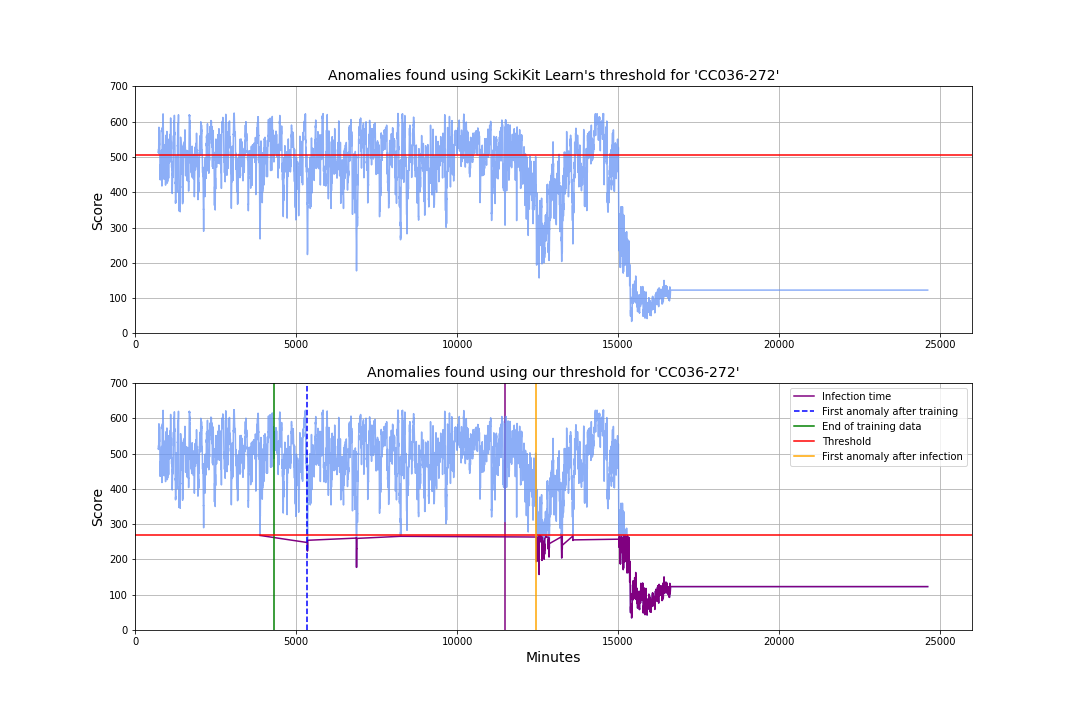 Anomalies found using SckiKit Learn's threshold for 'CC036-272'
700
600
500
400
300
200
100
0
Score
0 5000 10000 15000 20000 25000
Anomalies found using our threshold for 'CC036-272'
700
600
500
400
300
200
100
0
Score
Infection time
First anomaly after training
End of training data
Threshold
First anomaly after infection
0 5000 10000 15000 20000 25000
Minutes